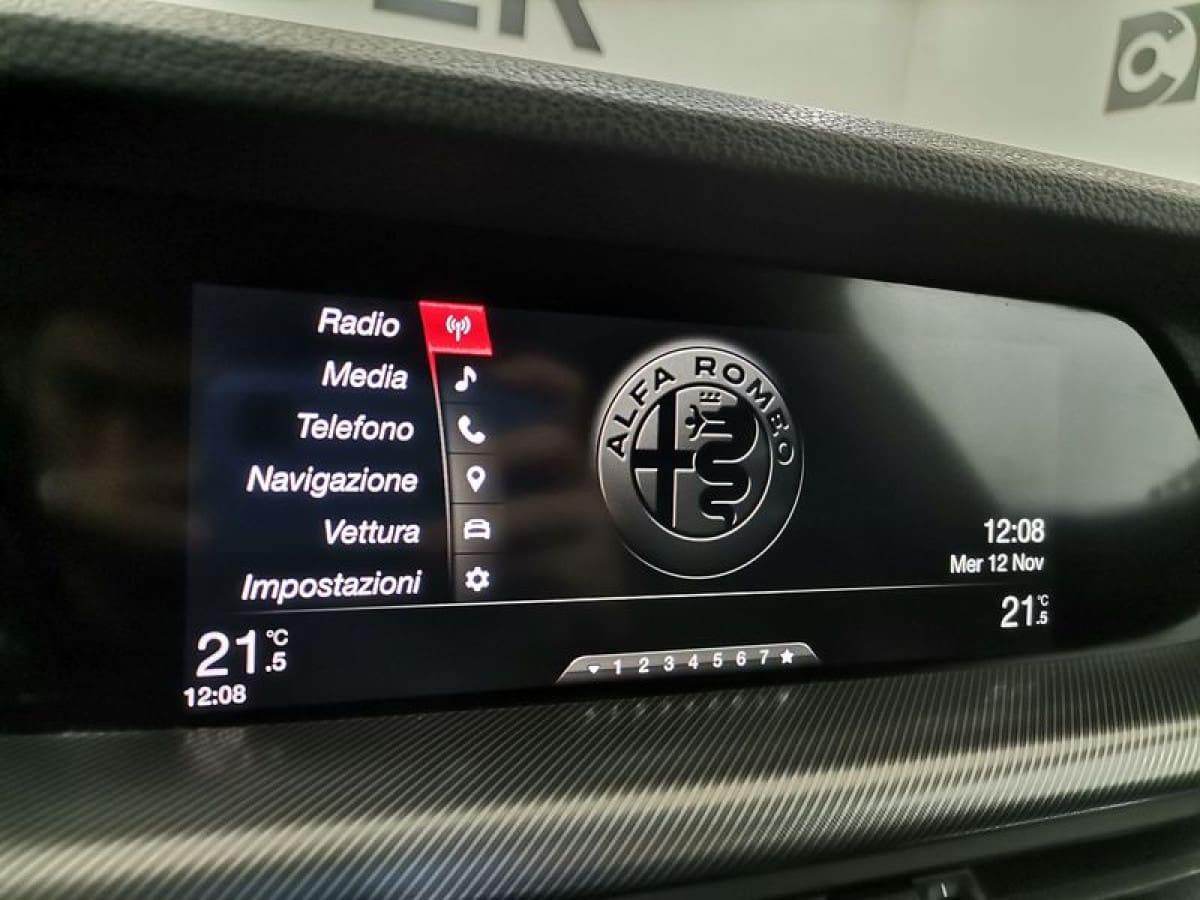 Radio
Media
Telefono
Navigazione
Vettura
Impostazioni
ALFA ROMEO
12:08
Mer 12 Nov
21.5 °C
21.5 °C
12:08
1 2 3 4 5 6 7